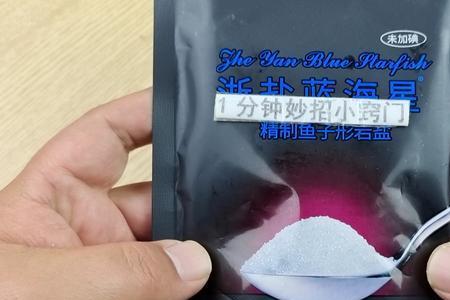 未加碘
Zhe Yan Blue Starfish
浙盐蓝海星®
1 分钟妙招小窍门
精制鱼子形岩盐